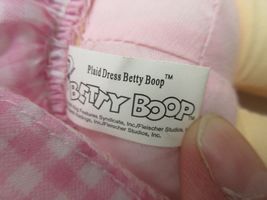 Plaid Dress Betty Boop™
BETTY BOOP™
Features Syndicate, Inc./Fleischer Studios, Inc.
Inc./Fleischer Studios, Inc.